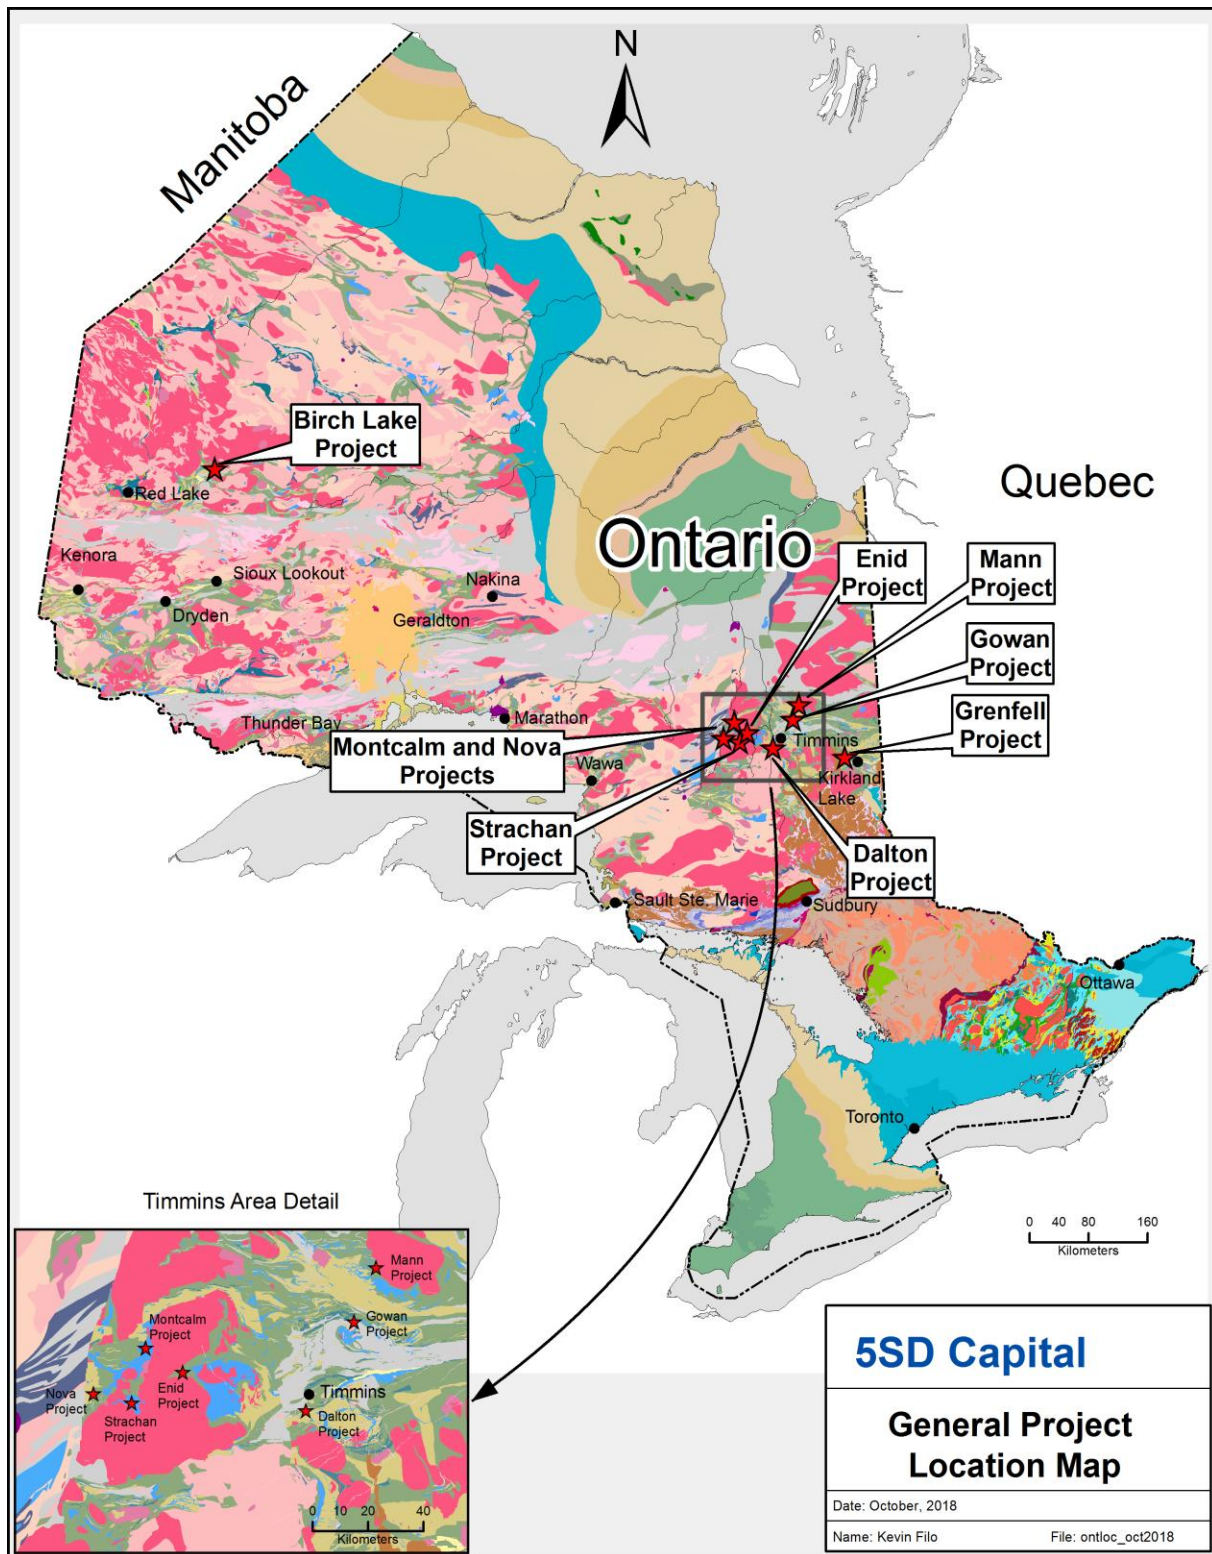 N
Manitoba
Birch Lake
Project
Red Lake
Quebec
Ontario
Enid
Project
Mann
Project
Kenora
Sioux Lookout
Nakina
Dryden
Geraldton
Gowan
Project
Thunder Bay
Marathon
Grenfell
Project
Montcalm and Nova
Projects
Timmins
Wawa
Kirkland
Lake
Strachan
Project
Dalton
Project
Sault Ste. Marie
Sudbury
Ottawa
Toronto
Timmins Area Detail
0 40 80 160
Kilometers
Mann
Project
Montcalm
Project
Gowan
Project
Nova
Project
Enid
Project
Timmins
Strachan
Project
Dalton
Project
0 10 20 40
Kilometers
5SD Capital
General Project
Location Map
Date: October, 2018
Name: Kevin Filo File: ontloc_oct2018